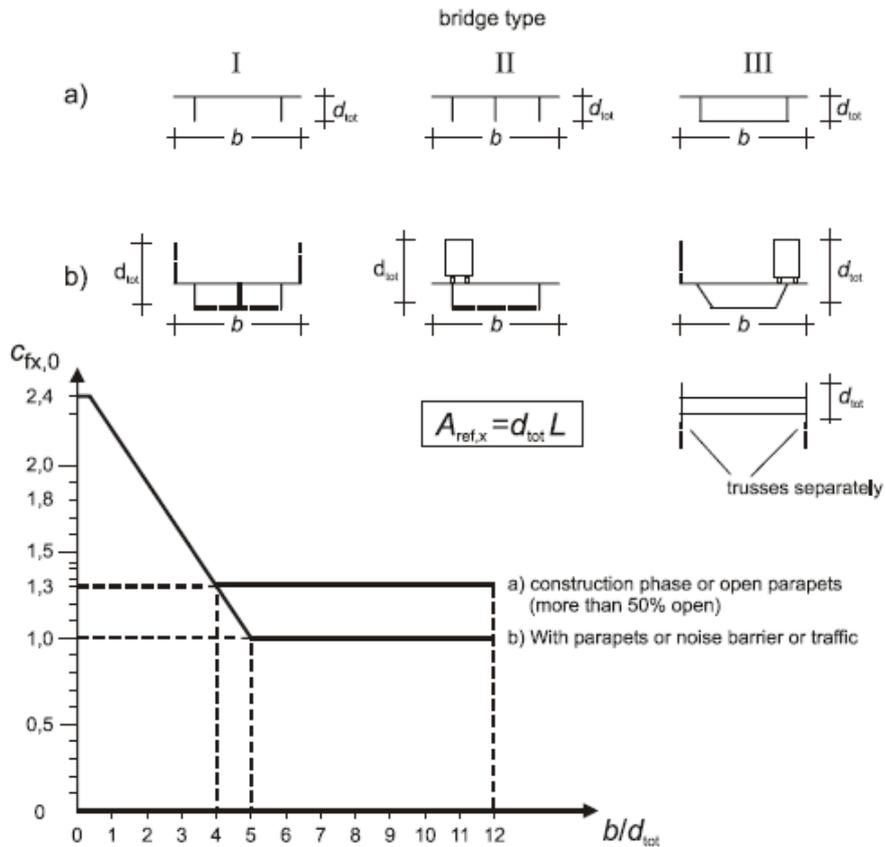 bridge type
I II III
a)
d_tot d_tot d_tot
b b b
b)
d_tot d_tot d_tot
b b b
c_fx,0
2,4
2,0
1,8
1,5
1,3
1,0
0,5
0
A_ref,x = d_tot L
d_tot
trusses separately
a) construction phase or open parapets
(more than 50% open)
b) With parapets or noise barrier or traffic
0 1 2 3 4 5 6 7 8 9 10 11 12 b/d_tot